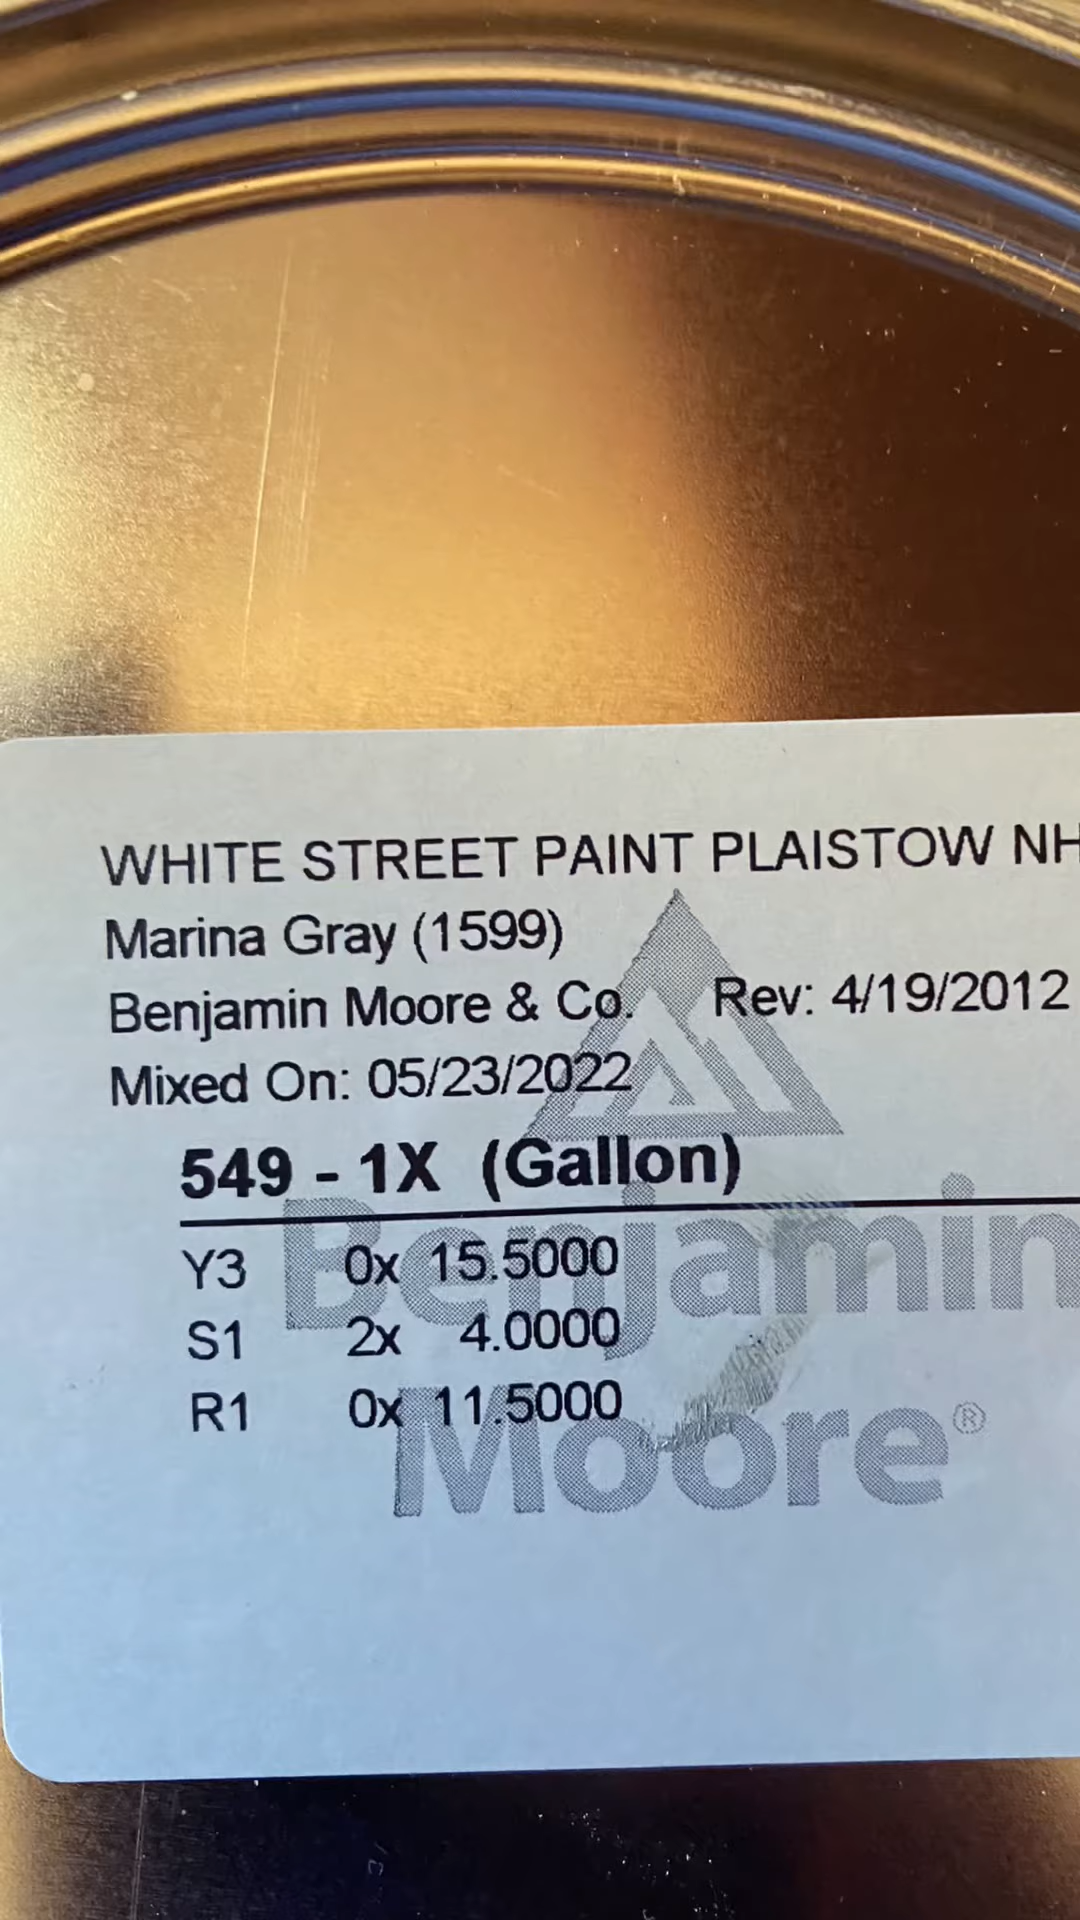 WHITE STREET PAINT PLAISTOW NH
Marina Gray (1599)
Benjamin Moore & Co. Rev: 4/19/2012
Mixed On: 05/23/2022
549 - 1X (Gallon)
Y3 0x 15.5000
S1 2x 4.0000
R1 0x 11.5000
Benjamin
Moore®